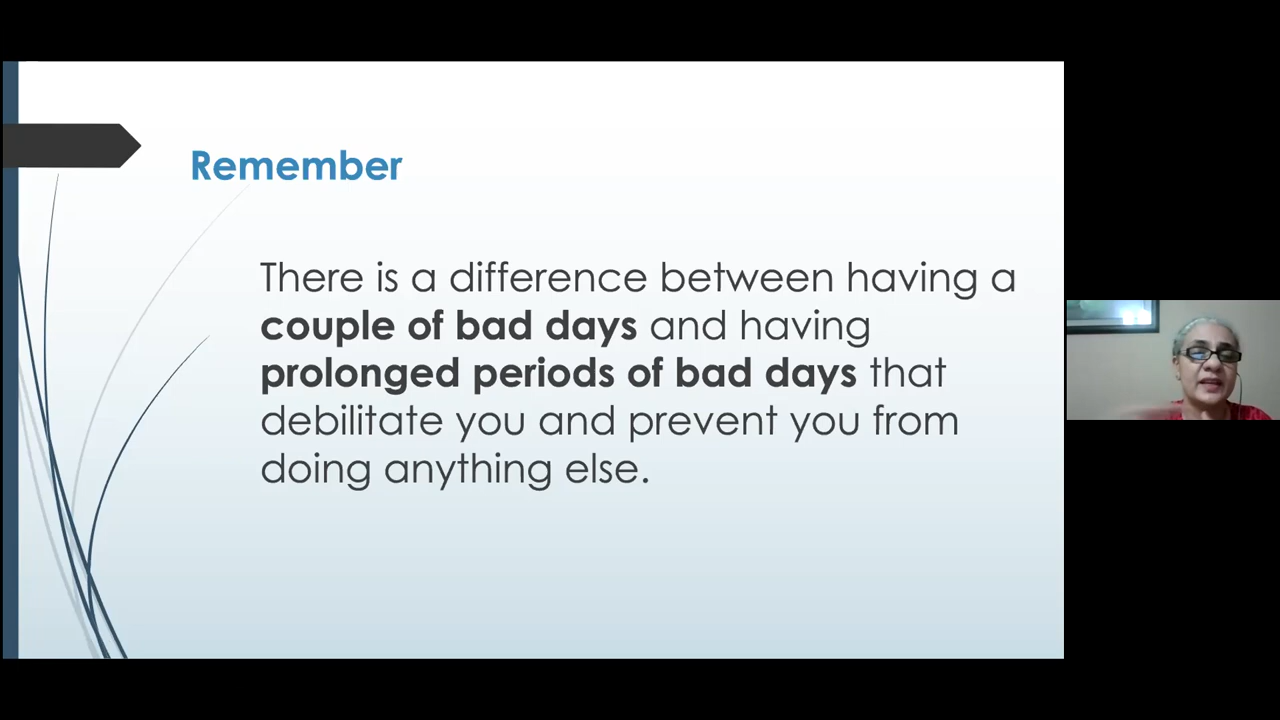 Remember
There is a difference between having a
couple of bad days and having
prolonged periods of bad days that
debilitate you and prevent you from
doing anything else.